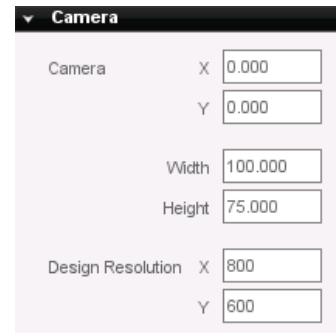 Camera
Camera X 0.000
Y 0.000
Width 100.000
Height 75.000
Design Resolution X 800
Y 600